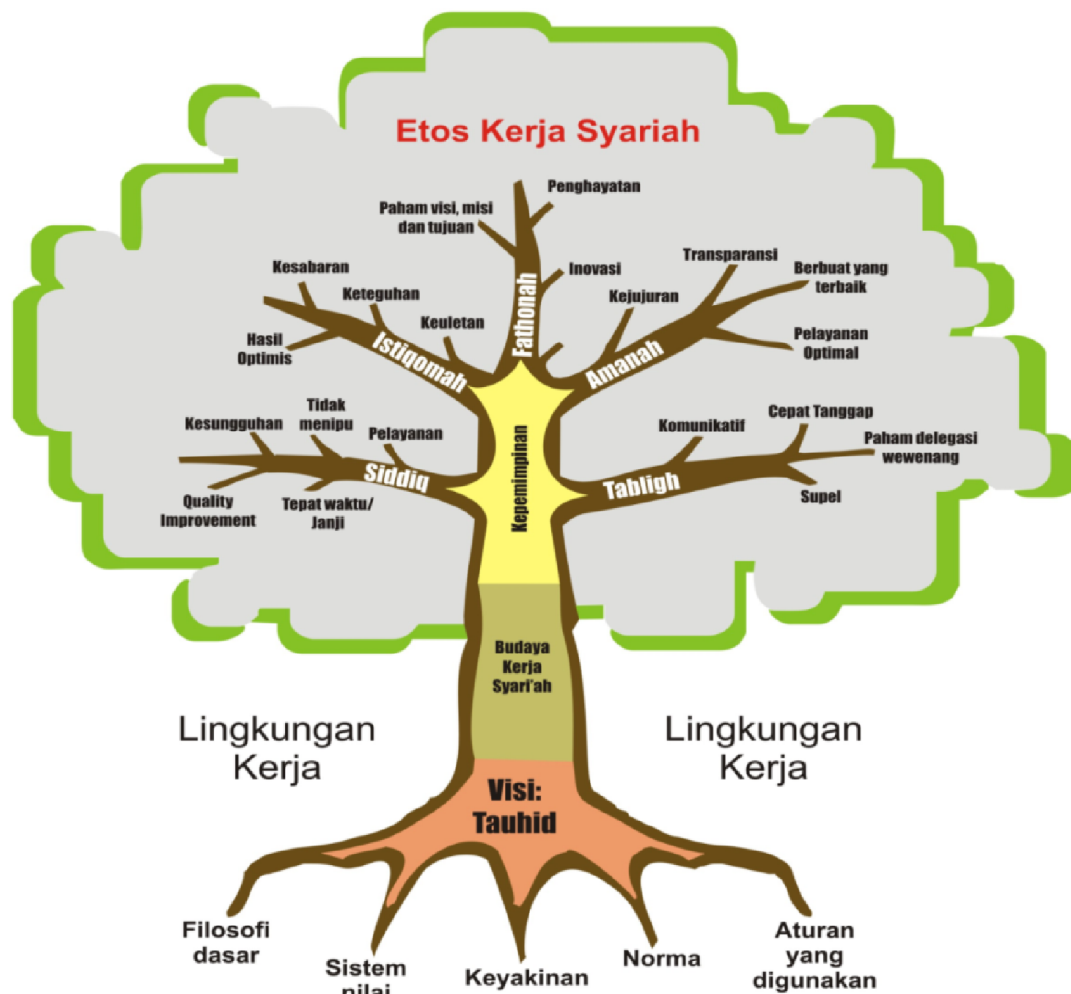 Etos Kerja Syariah
Penghayatan
Paham visi, misi
dan tujuan
Inovasi
Fathonah
Kesabaran
Keteguhan
Keuletan
Hasil
Optimis
Istiqomah
Transparansi
Berbuat yang
terbaik
Kejujuran
Pelayanan
Optimal
Amanah
Kesungguhan
Tidak
menipu
Pelayanan
Siddiq
Quality
Improvement
Tepat waktu/
Janji
Komunikatif
Cepat Tanggap
Paham delegasi
wewenang
Supel
Tabligh
Kepemimpinan
Budaya
Kerja
Syari'ah
Lingkungan
Kerja
Lingkungan
Kerja
Visi:
Tauhid
Filosofi
dasar
Sistem
nilai
Keyakinan
Norma
Aturan
yang
digunakan